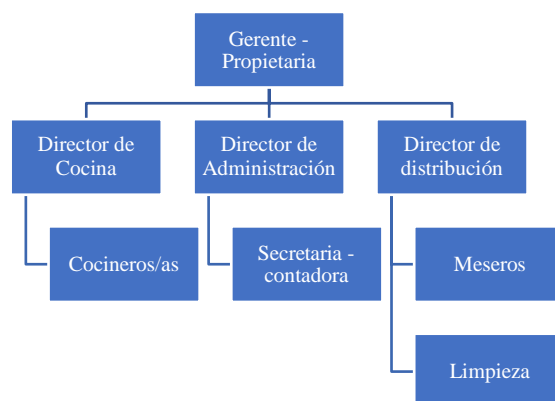 Gerente -
Propietaria
Director de
Cocina
Director de
Administración
Director de
distribución
Cocineros/as
Secretaria -
contadora
Meseros
Limpieza